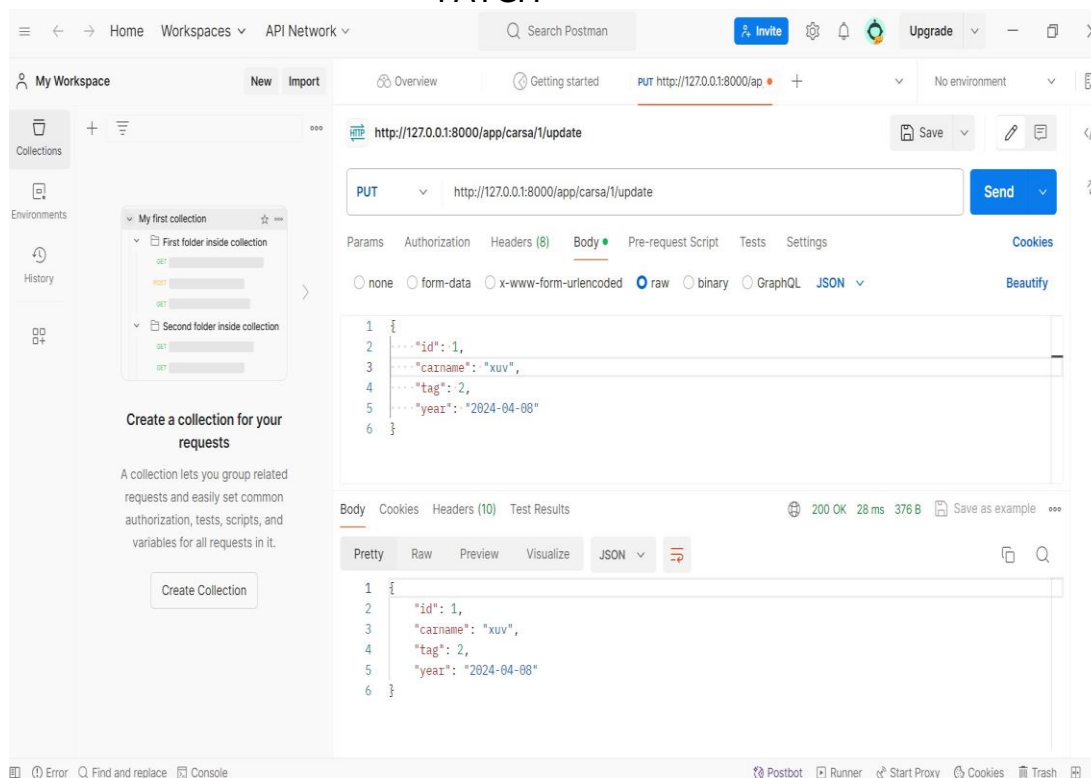 PATCH
Home Workspaces API Network Search Postman Invite Upgrade
My Workspace New Import Overview Getting started PUT http://127.0.0.1:8000/ap No environment
Collections
Environments
History
My first collection
First folder inside collection
GET
POST
GET
Second folder inside collection
GET
GET
Create a collection for your
requests
A collection lets you group related
requests and easily set common
authorization, tests, scripts, and
variables for all requests in it.
Create Collection
HTTP http://127.0.0.1:8000/app/carsa/1/update Save
PUT http://127.0.0.1:8000/app/carsa/1/update Send
Params Authorization Headers (8) Body Pre-request Script Tests Settings Cookies
none form-data x-www-form-urlencoded raw binary GraphQL JSON Beautify
1 {
2 "id": 1,
3 "carname": "xuv",
4 "tag": 2,
5 "year": "2024-04-08"
6 }
Body Cookies Headers (10) Test Results 200 OK 28 ms 376 B Save as example
Pretty Raw Preview Visualize JSON
1 {
2 "id": 1,
3 "carname": "xuv",
4 "tag": 2,
5 "year": "2024-04-08"
6 }
Error Find and replace Console Postbot Runner Start Proxy Cookies Trash